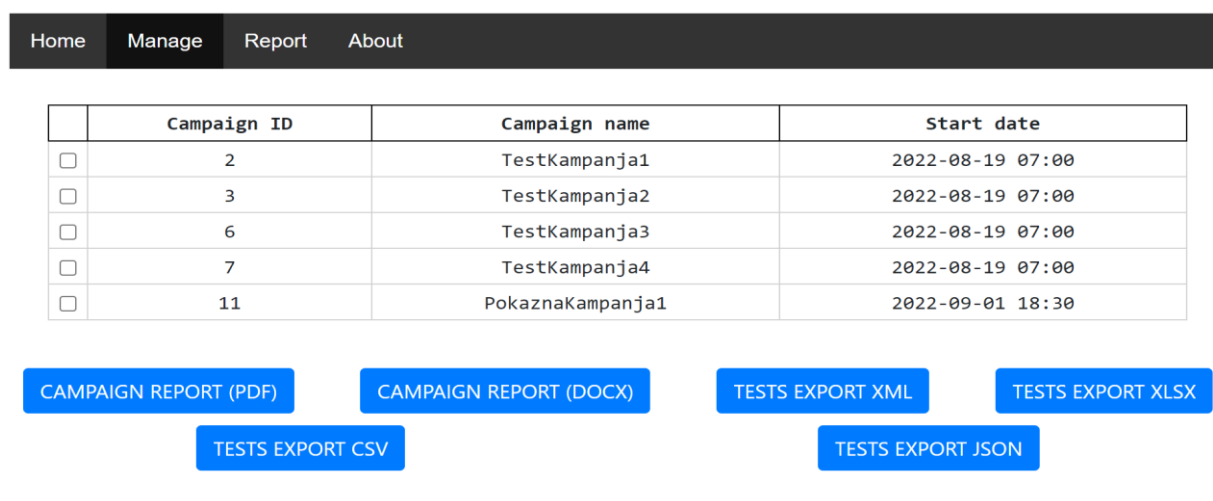 Home Manage Report About
Campaign ID Campaign name Start date
2 TestKampanja1 2022-08-19 07:00
3 TestKampanja2 2022-08-19 07:00
6 TestKampanja3 2022-08-19 07:00
7 TestKampanja4 2022-08-19 07:00
11 PokaznaKampanja1 2022-09-01 18:30
CAMPAIGN REPORT (PDF) CAMPAIGN REPORT (DOCX) TESTS EXPORT XML TESTS EXPORT XLSX
TESTS EXPORT CSV TESTS EXPORT JSON